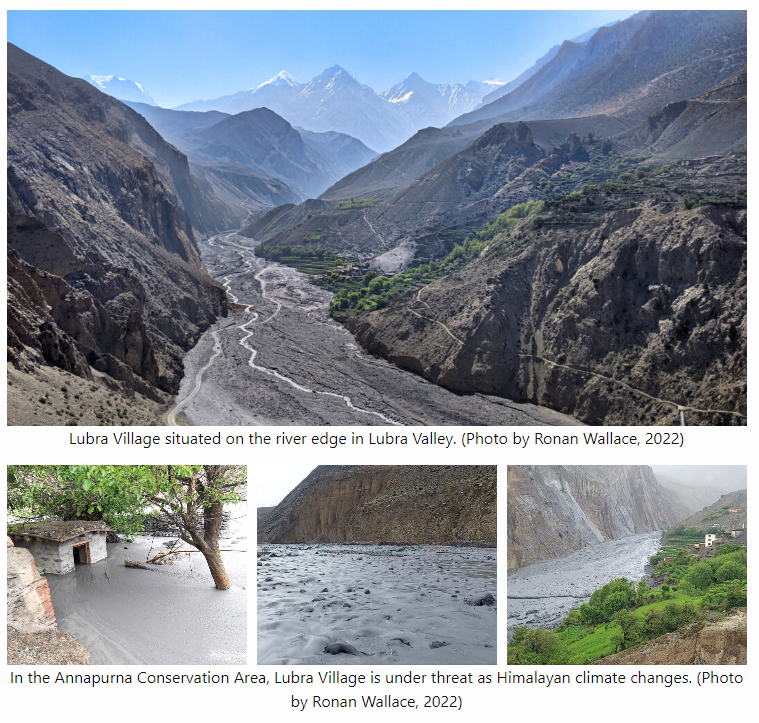 Lubra Village situated on the river edge in Lubra Valley. (Photo by Ronan Wallace, 2022)
In the Annapurna Conservation Area, Lubra Village is under threat as Himalayan climate changes. (Photo
by Ronan Wallace, 2022)